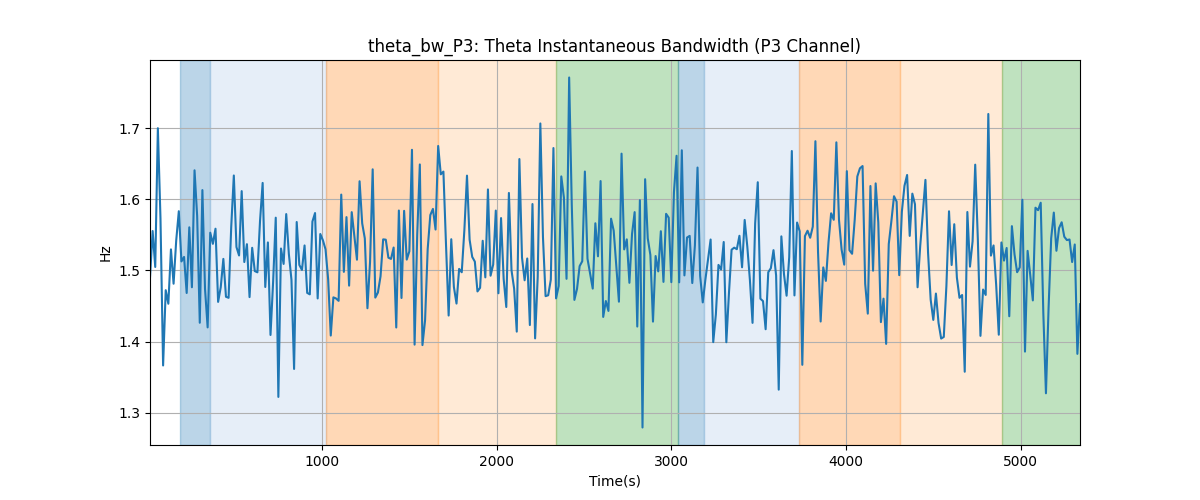 theta_bw_P3: Theta Instantaneous Bandwidth (P3 Channel)
Hz
1.7
1.6
1.5
1.4
1.3
1000 2000 3000 4000 5000
Time(s)